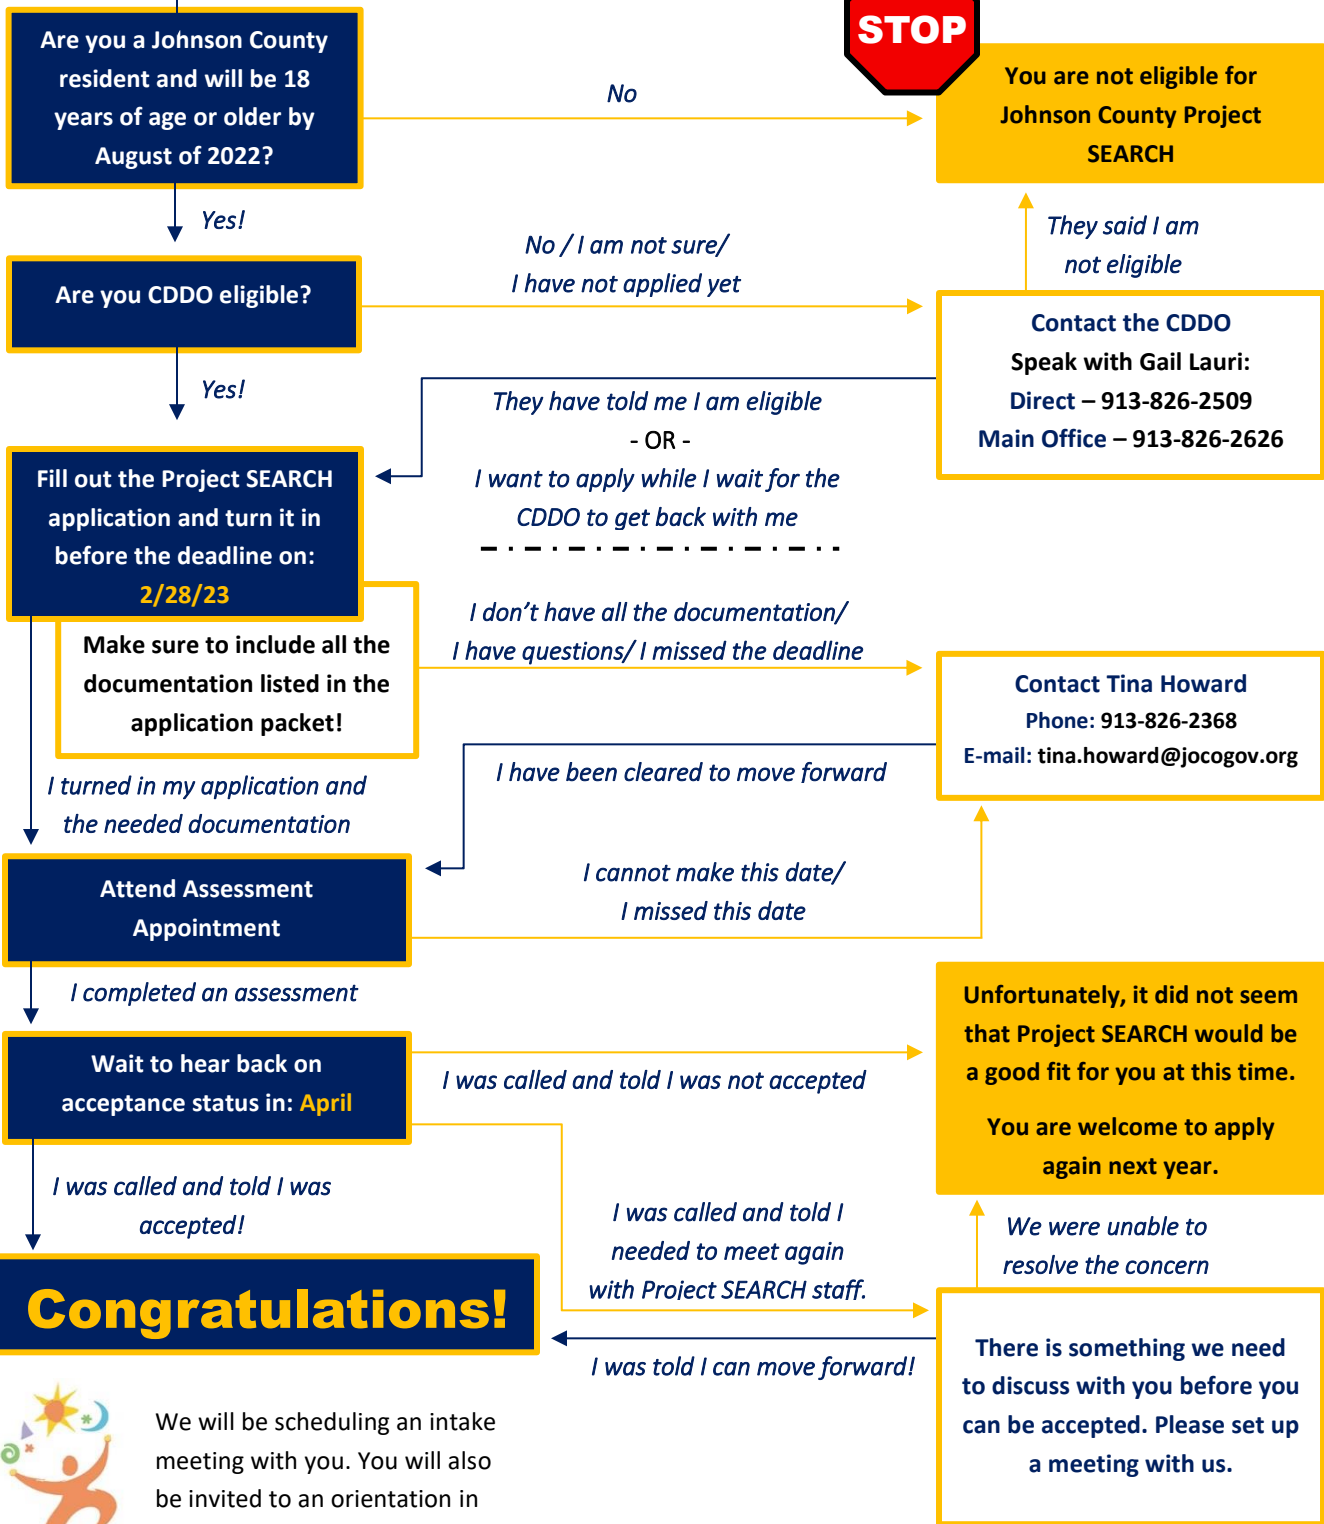 STOP
Are you a Johnson County
resident and will be 18
years of age or older by
August of 2022?
No
You are not eligible for
Johnson County Project
SEARCH
Yes!
They said I am
not eligible
No / I am not sure/
I have not applied yet
Are you CDDO eligible?
Contact the CDDO
Speak with Gail Lauri:
Direct – 913-826-2509
Main Office – 913-826-2626
Yes!
They have told me I am eligible
- OR -
I want to apply while I wait for the
CDDO to get back with me
Fill out the Project SEARCH
application and turn it in
before the deadline on:
2/28/23
Make sure to include all the
documentation listed in the
application packet!
I don’t have all the documentation/
I have questions/ I missed the deadline
Contact Tina Howard
Phone: 913-826-2368
E-mail: tina.howard@jocogov.org
I have been cleared to move forward
I turned in my application and
the needed documentation
Attend Assessment
Appointment
I cannot make this date/
I missed this date
I completed an assessment
Wait to hear back on
acceptance status in: April
I was called and told I was not accepted
Unfortunately, it did not seem
that Project SEARCH would be
a good fit for you at this time.
You are welcome to apply
again next year.
I was called and told I was
accepted!
I was called and told I
needed to meet again
with Project SEARCH staff.
We were unable to
resolve the concern
Congratulations!
I was told I can move forward!
There is something we need
to discuss with you before you
can be accepted. Please set up
a meeting with us.
We will be scheduling an intake
meeting with you. You will also
be invited to an orientation in